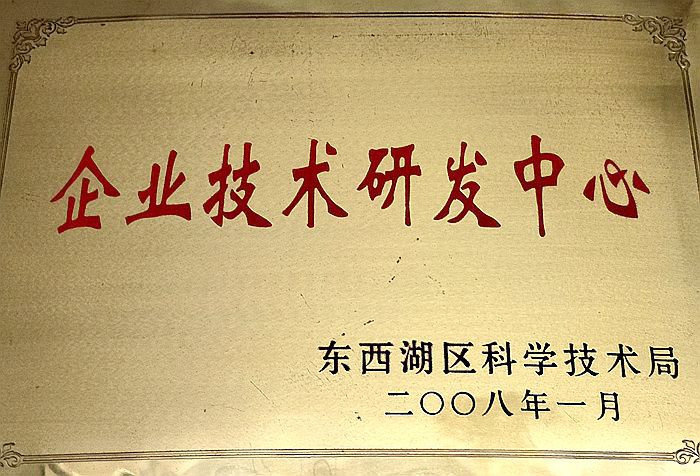 企业技术研发中心
东西湖区科学技术局
二〇〇八年一月